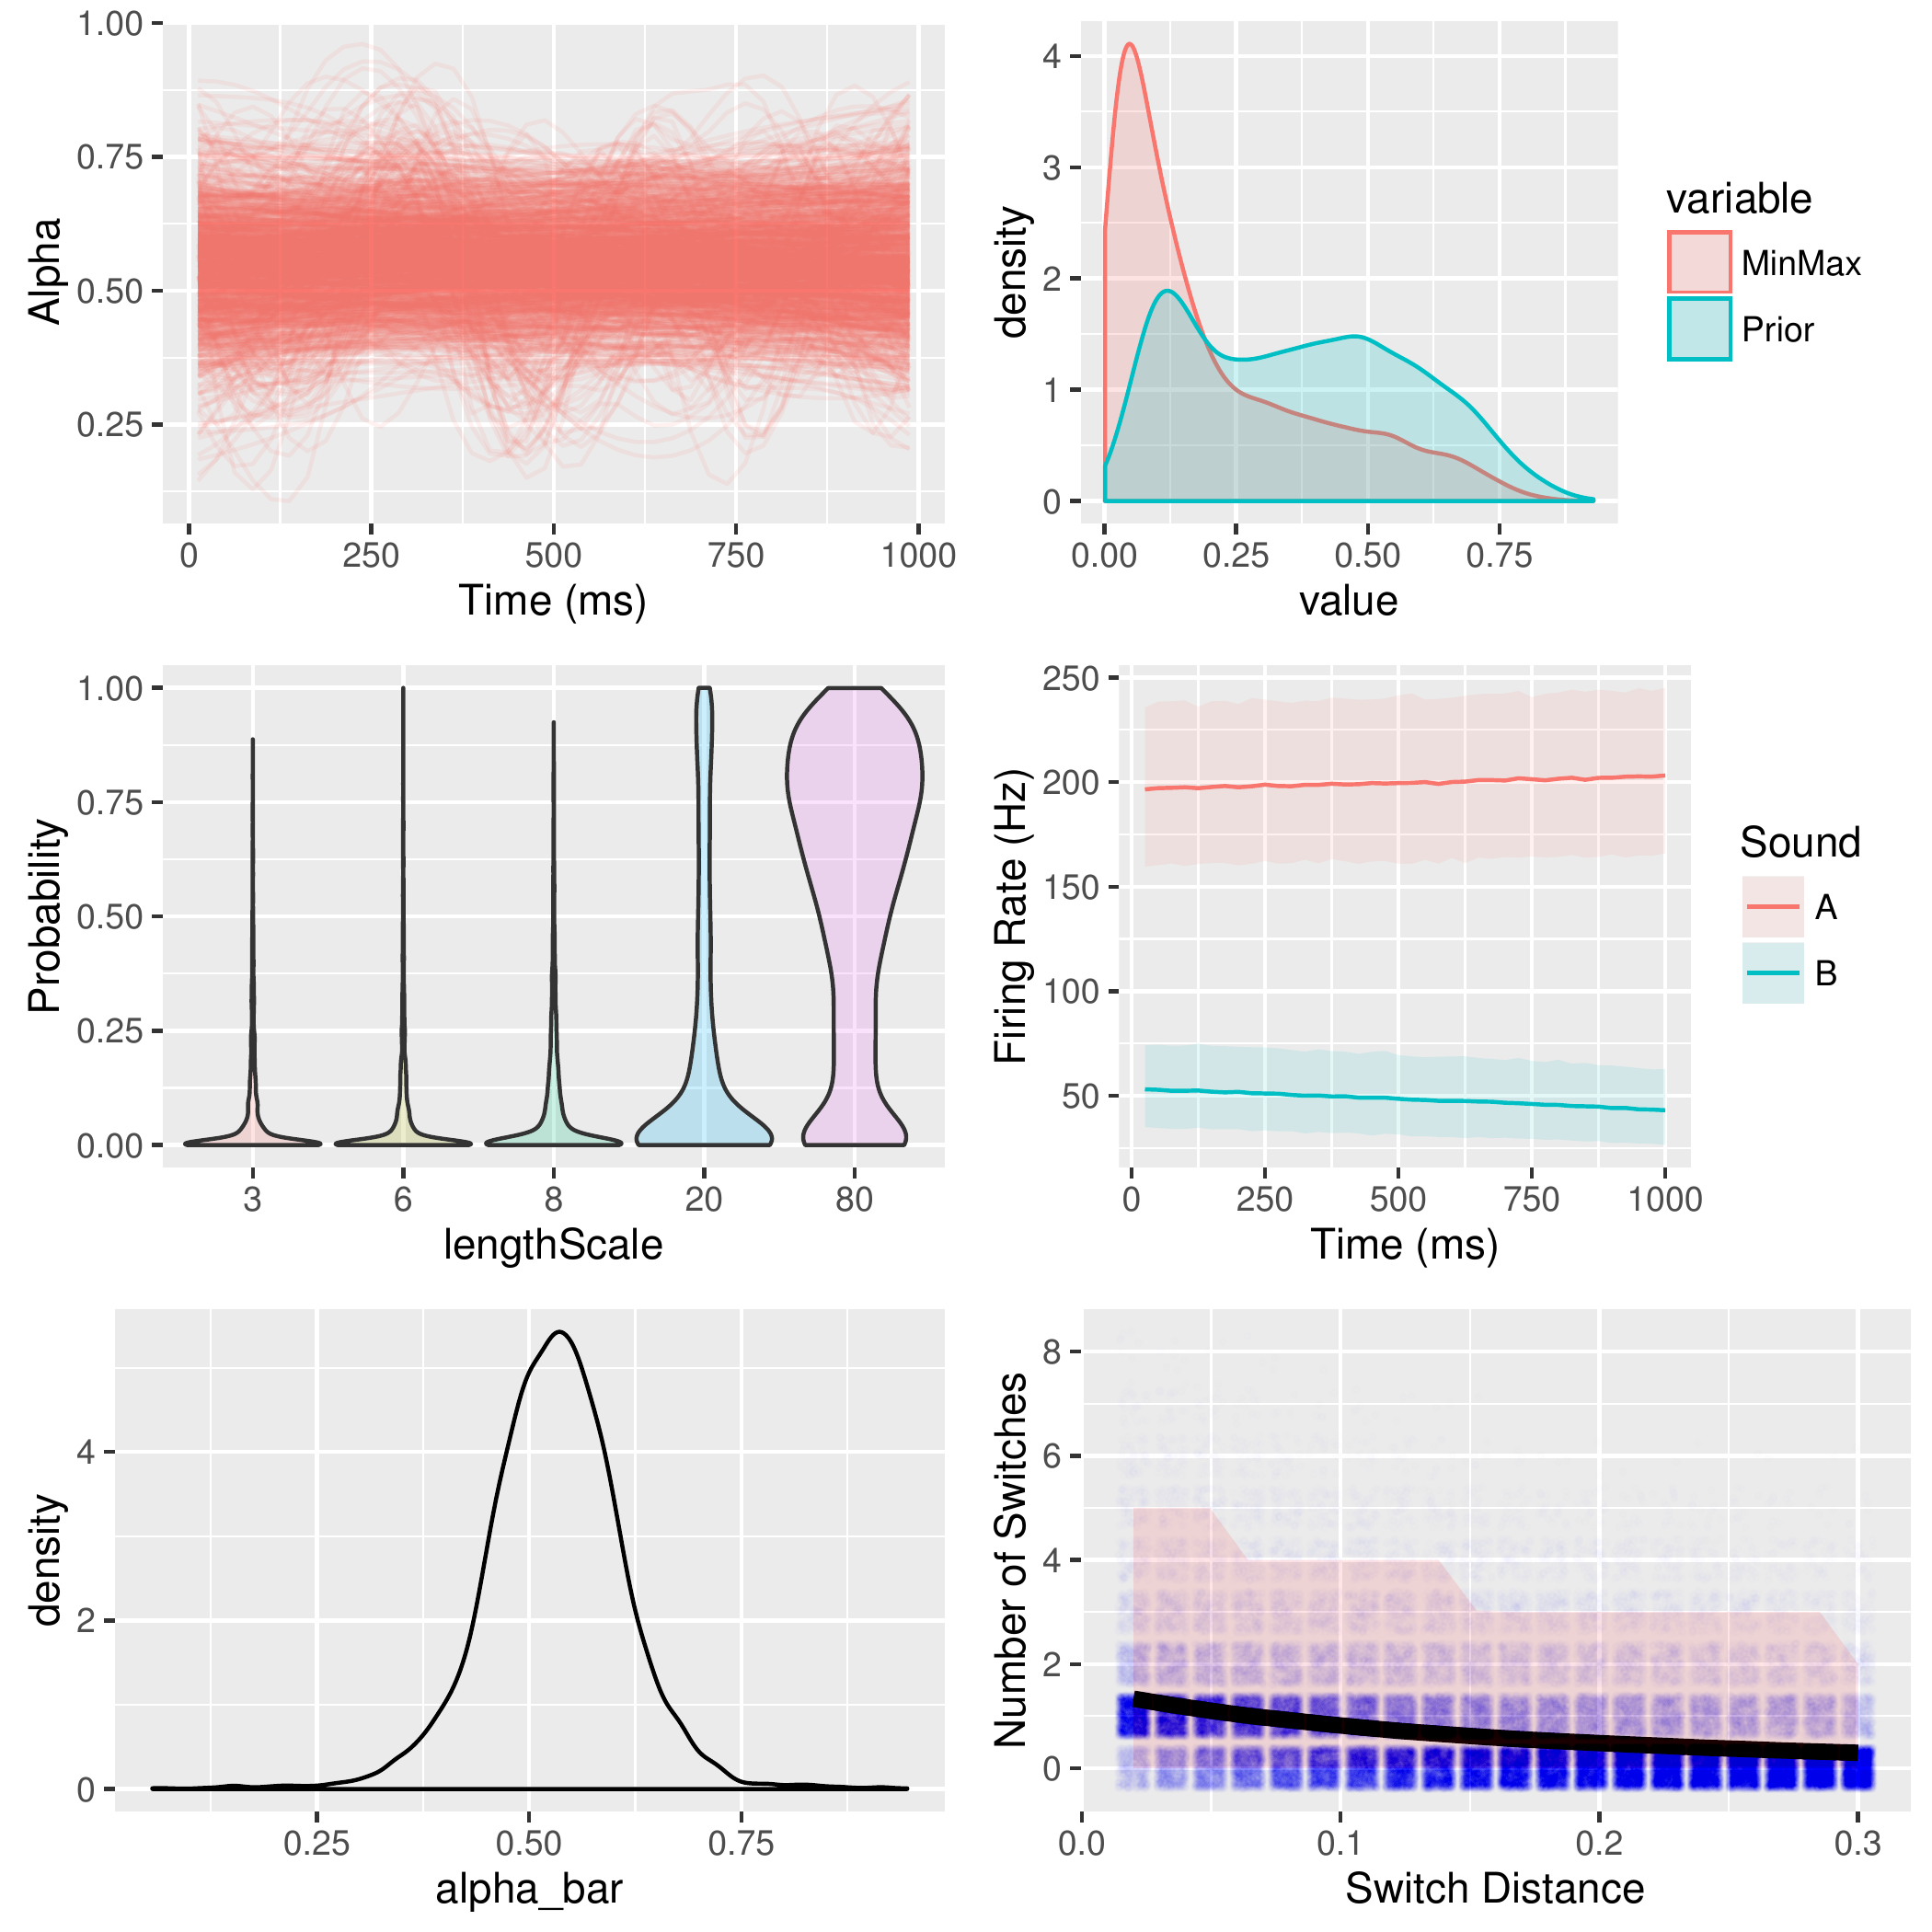 1.00
0.75
0.50
0.25
Alpha
0
250
500
750
1000
Time (ms)
4
3
2
1
0
density
0.00
0.25
0.50
0.75
value
variable
MinMax
Prior
1.00
0.75
0.50
0.25
0.00
Probability
3
6
8
20
80
lengthScale
250
200
150
100
50
Firing Rate (Hz)
0
250
500
750
1000
Time (ms)
Sound
A
B
4
2
0
density
0.25
0.50
0.75
alpha_bar
8
6
4
2
0
Number of Switches
0.0
0.1
0.2
0.3
Switch Distance